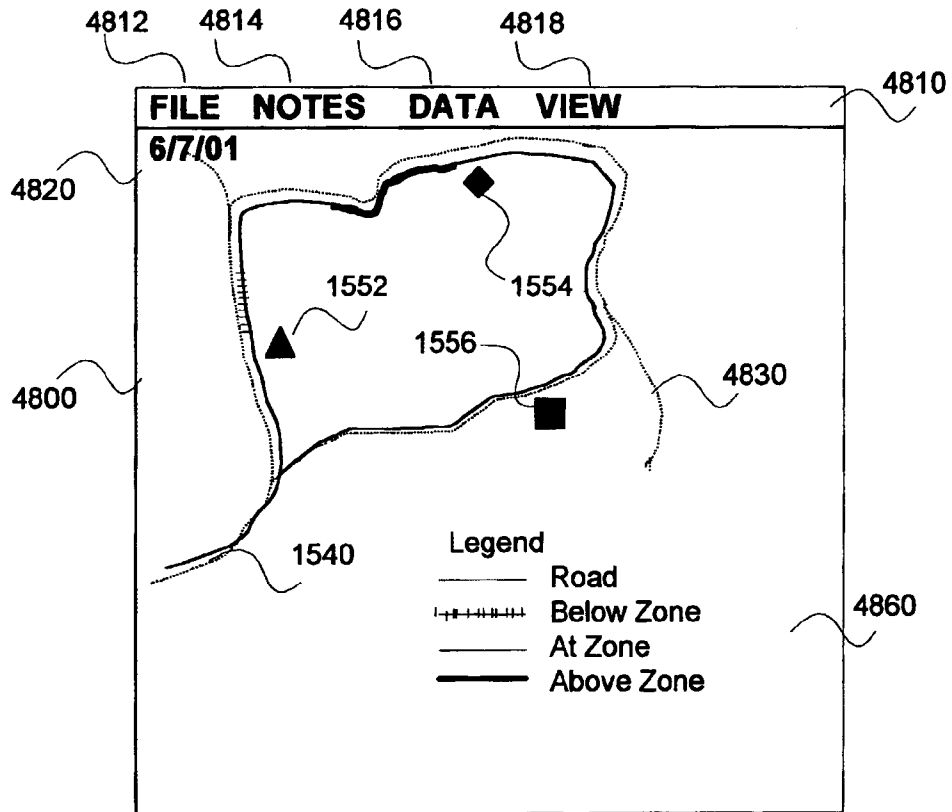 4812 4814 4816 4818
4810
FILE NOTES DATA VIEW
6/7/01
4820
1552
1554
1556
4830
4800
1540
Legend
Road
Below Zone
At Zone
Above Zone
4860